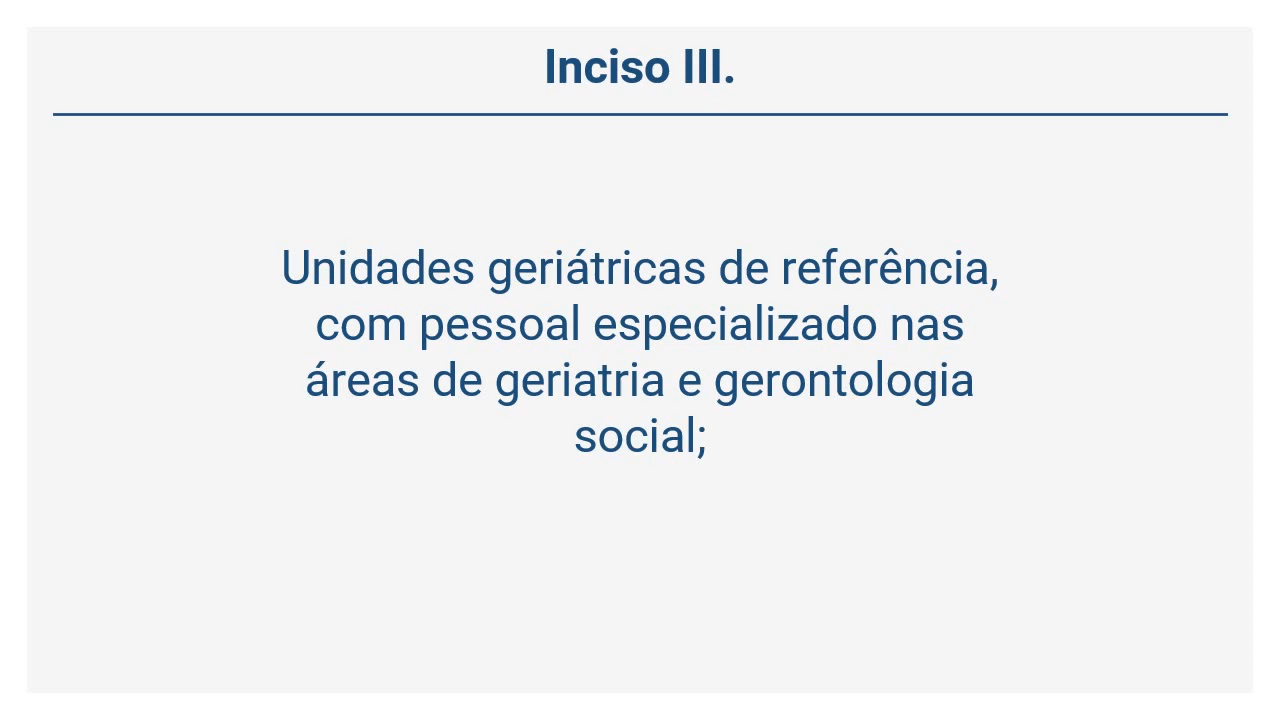 Inciso III.
Unidades geriátricas de referência,
com pessoal especializado nas
áreas de geriatria e gerontologia
social;